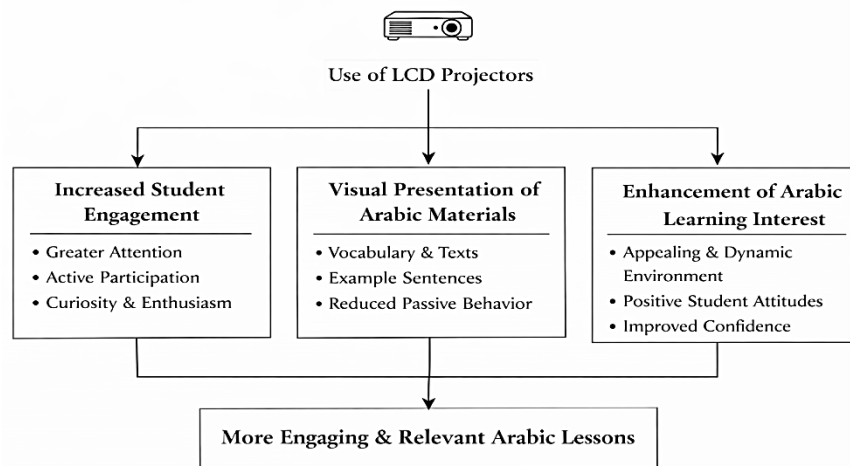 Use of LCD Projectors
Increased Student
Engagement
• Greater Attention
• Active Participation
• Curiosity & Enthusiasm
Visual Presentation of
Arabic Materials
• Vocabulary & Texts
• Example Sentences
• Reduced Passive Behavior
Enhancement of Arabic
Learning Interest
• Appealing & Dynamic
Environment
• Positive Student Attitudes
• Improved Confidence
More Engaging & Relevant Arabic Lessons